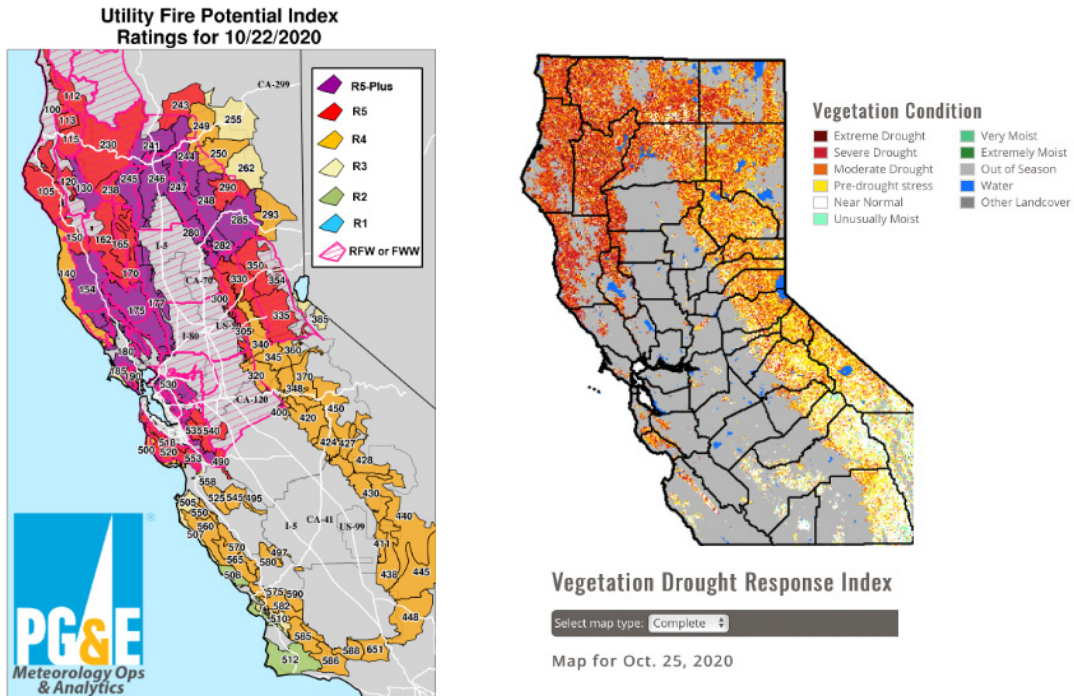 Utility Fire Potential Index
Ratings for 10/22/2020
R5-Plus
R5
R4
R3
R2
R1
RFW or FWW
CA-299
112
100
113
115
230
243
249
255
241
244
250
262
105
120
130
238
245
246
247
290
248
293
285
150
162
165
280
282
I-5
140
170
350
154
CA-70
330
354
175
177
300
335
385
I-80
305
340
360
180
345
185
190
320
370
530
348
CA-120
450
400
420
518
535
540
500
520
424
427
553
490
428
558
525
545
495
430
505
550
440
560
I-5
CA-41
US-99
507
570
497
411
565
580
438
445
508
575
590
582
510
448
585
512
586
588
651
PG&E
®
Meteorology Ops
& Analytics
Vegetation Condition
Extreme Drought
Severe Drought
Moderate Drought
Pre-drought stress
Near Normal
Unusually Moist
Very Moist
Extremely Moist
Out of Season
Water
Other Landcover
Vegetation Drought Response Index
Select map type: Complete
Map for Oct. 25, 2020